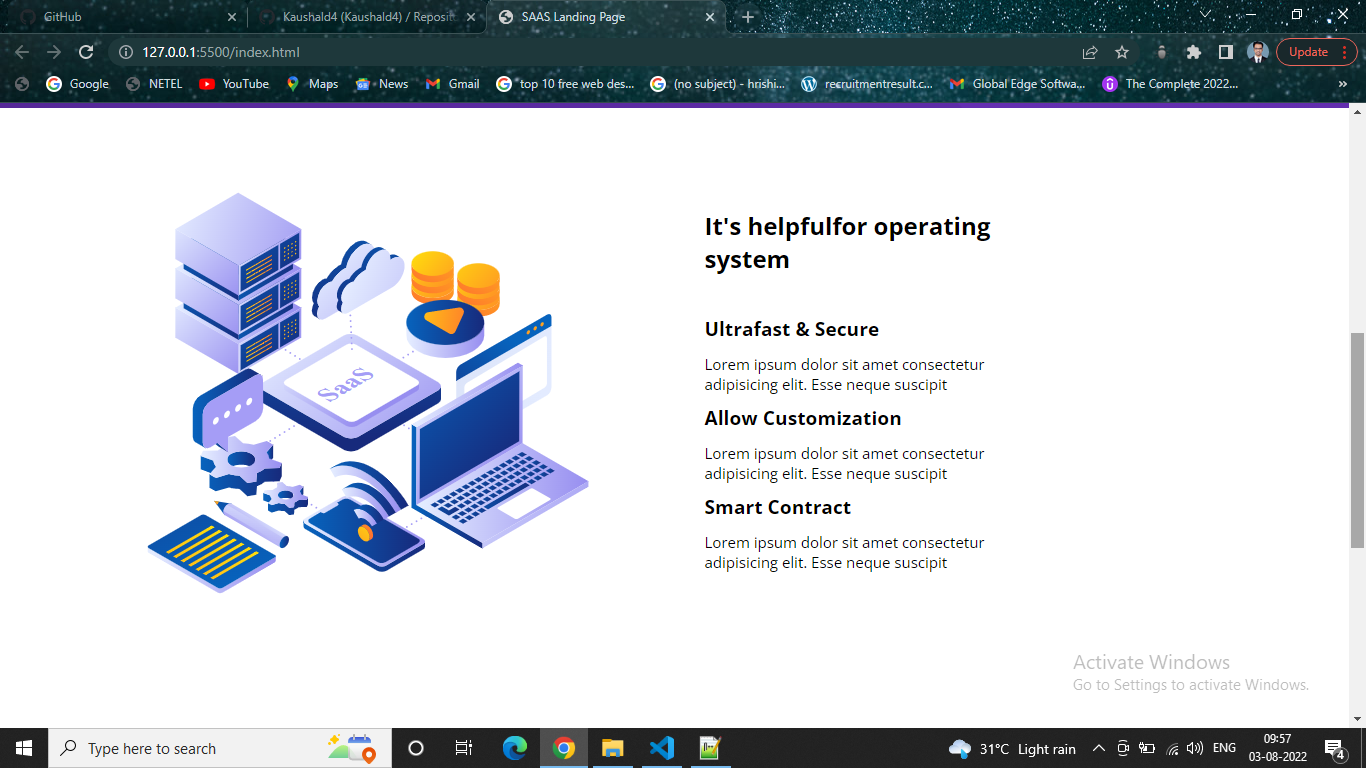 GitHub
Kaushald4 (Kaushald4) / Reposit
SAAS Landing Page
127.0.0.1:5500/index.html
Update
Google
NETEL
YouTube
Maps
News
Gmail
top 10 free web des...
(no subject) - hrishi...
recruitmentresult.c...
Global Edge Softwa...
The Complete 2022...
»
It's helpfulfor operating
system
Ultrafast & Secure
Lorem ipsum dolor sit amet consectetur
adipisicing elit. Esse neque suscipit
Allow Customization
Lorem ipsum dolor sit amet consectetur
adipisicing elit. Esse neque suscipit
Smart Contract
Lorem ipsum dolor sit amet consectetur
adipisicing elit. Esse neque suscipit
SaaS
Activate Windows
Go to Settings to activate Windows.
Type here to search
31°C Light rain
ENG
09:57
03-08-2022
4